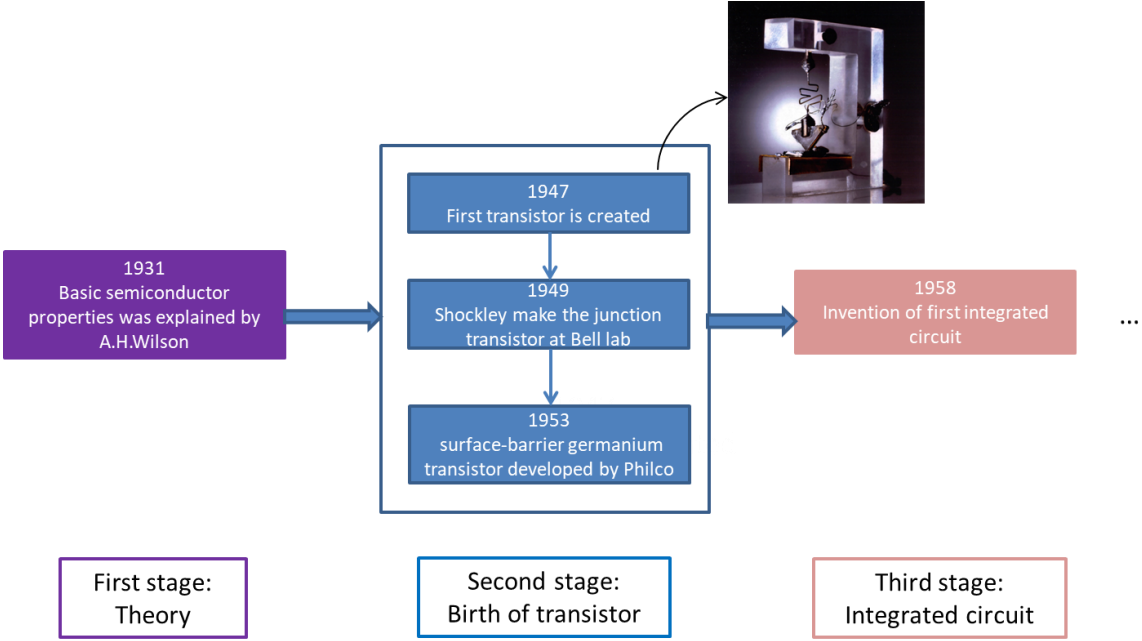 1931
Basic semiconductor
properties was explained by
A.H.Wilson
1947
First transistor is created
1949
Shockley make the junction
transistor at Bell lab
1953
surface-barrier germanium
transistor developed by Philco
1958
Invention of first integrated
circuit
...
First stage:
Theory
Second stage:
Birth of transistor
Third stage:
Integrated circuit